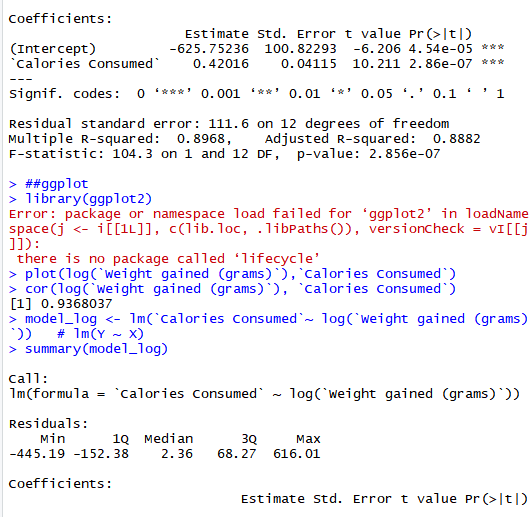 Coefficients:
Estimate Std. Error t value Pr(>|t|)
(Intercept) -625.75236 100.82293 -6.206 4.54e-05 ***
`Calories Consumed` 0.42016 0.04115 10.211 2.86e-07 ***
---
Signif. codes: 0 ‘***’ 0.001 ‘**’ 0.01 ‘*’ 0.05 ‘.’ 0.1 ‘ ’ 1
Residual standard error: 111.6 on 12 degrees of freedom
Multiple R-squared: 0.8968, Adjusted R-squared: 0.8882
F-statistic: 104.3 on 1 and 12 DF, p-value: 2.856e-07
> ##ggplot
> library(ggplot2)
Error: package or namespace load failed for ‘ggplot2’ in loadName
space(j <- i[[1L]], c(lib.loc, .libPaths()), versionCheck = vI[[j
]]):
there is no package called ‘lifecycle’
> plot(log(`Weight gained (grams)`),`Calories Consumed`)
> cor(log(`Weight gained (grams)`), `Calories Consumed`)
[1] 0.9368037
> model_log <- lm(`Calories Consumed`~ log(`Weight gained (grams)
`)) # lm(Y ~ X)
> summary(model_log)
Call:
lm(formula = `Calories Consumed` ~ log(`Weight gained (grams)`))
Residuals:
Min 1Q Median 3Q Max
-445.19 -152.38 2.36 68.27 616.01
Coefficients:
Estimate Std. Error t value Pr(>|t|)